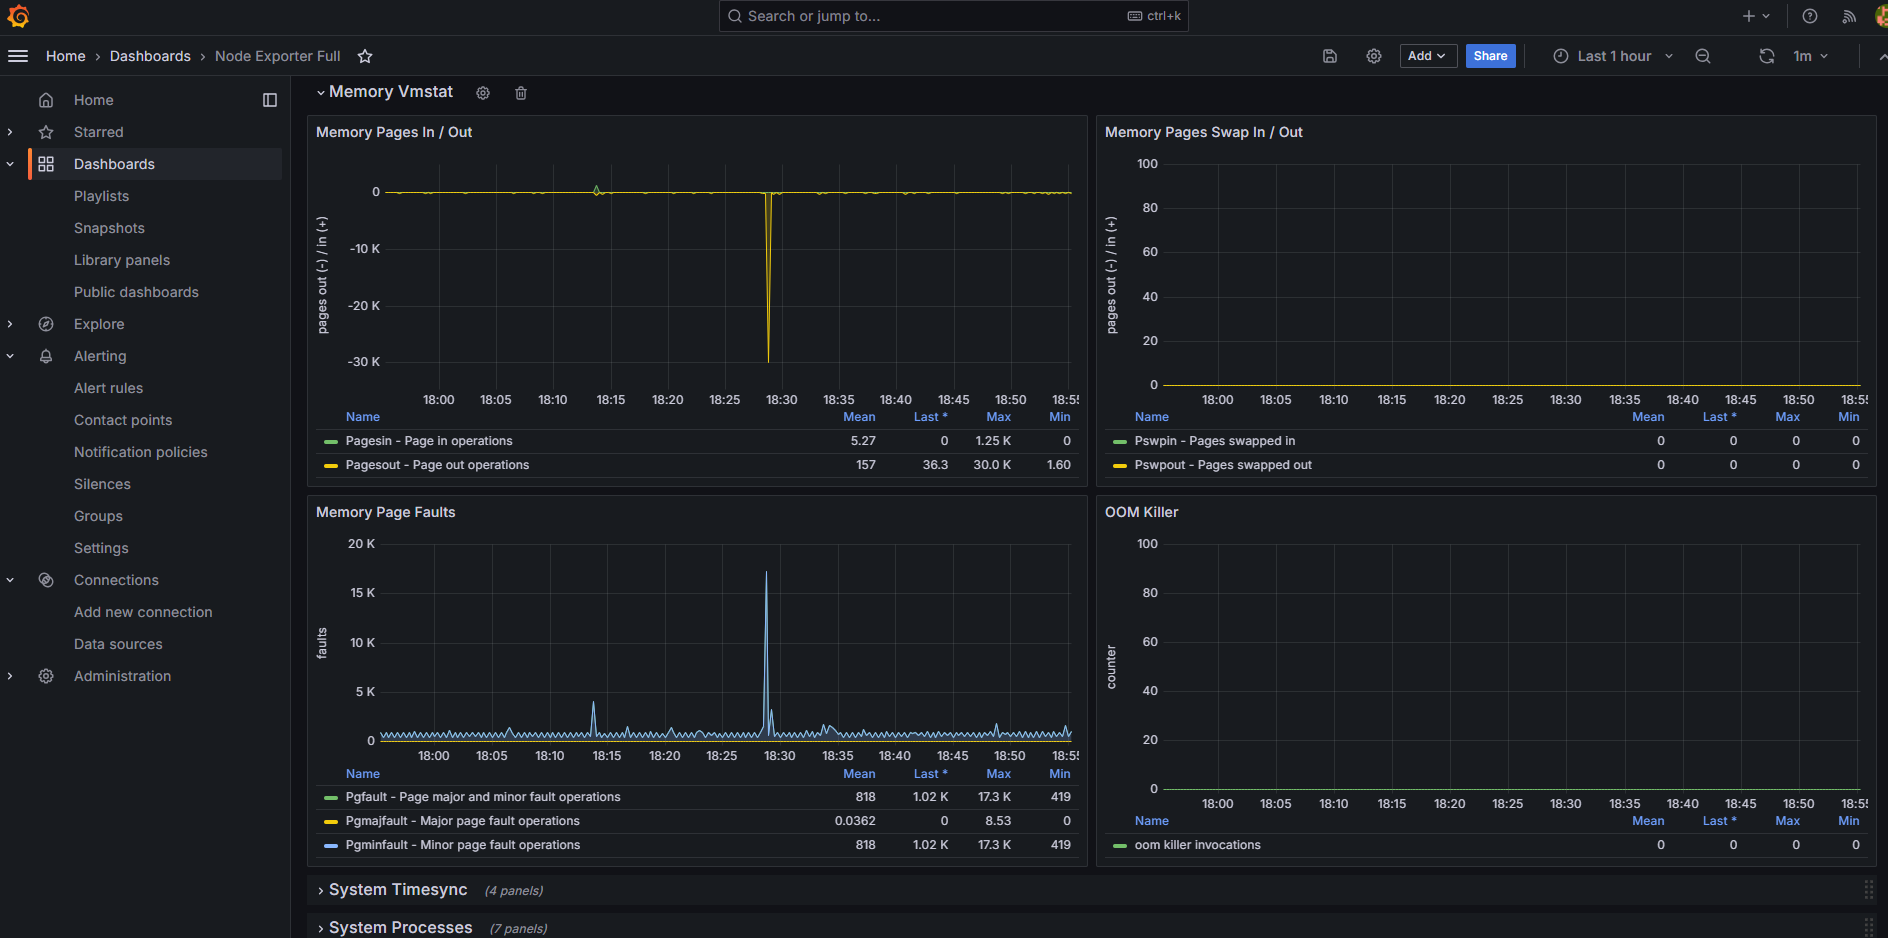 Search or jump to...
ctrl+k
Home › Dashboards › Node Exporter Full
Add
Share
Last 1 hour
1m
Home
Starred
Dashboards
Playlists
Snapshots
Library panels
Public dashboards
Explore
Alerting
Alert rules
Contact points
Notification policies
Silences
Groups
Settings
Connections
Add new connection
Data sources
Administration
Memory Vmstat
Memory Pages In / Out
pages out (-) / in (+)
0
-10 K
-20 K
-30 K
18:00 18:05 18:10 18:15 18:20 18:25 18:30 18:35 18:40 18:45 18:50 18:55
Name Mean Last * Max Min
Pagesin - Page in operations 5.27 0 1.25 K 0
Pagesout - Page out operations 157 36.3 30.0 K 1.60
Memory Pages Swap In / Out
pages out (-) / in (+)
100
80
60
40
20
0
18:00 18:05 18:10 18:15 18:20 18:25 18:30 18:35 18:40 18:45 18:50 18:55
Name Mean Last * Max Min
Pswpin - Pages swapped in 0 0 0 0
Pswpout - Pages swapped out 0 0 0 0
Memory Page Faults
faults
20 K
15 K
10 K
5 K
0
18:00 18:05 18:10 18:15 18:20 18:25 18:30 18:35 18:40 18:45 18:50 18:55
Name Mean Last * Max Min
Pgfault - Page major and minor fault operations 818 1.02 K 17.3 K 419
Pgmajfault - Major page fault operations 0.0362 0 8.53 0
Pgminfault - Minor page fault operations 818 1.02 K 17.3 K 419
OOM Killer
counter
100
80
60
40
20
0
18:00 18:05 18:10 18:15 18:20 18:25 18:30 18:35 18:40 18:45 18:50 18:55
Name Mean Last * Max Min
oom killer invocations 0 0 0 0
System Timesync (4 panels)
System Processes (7 panels)